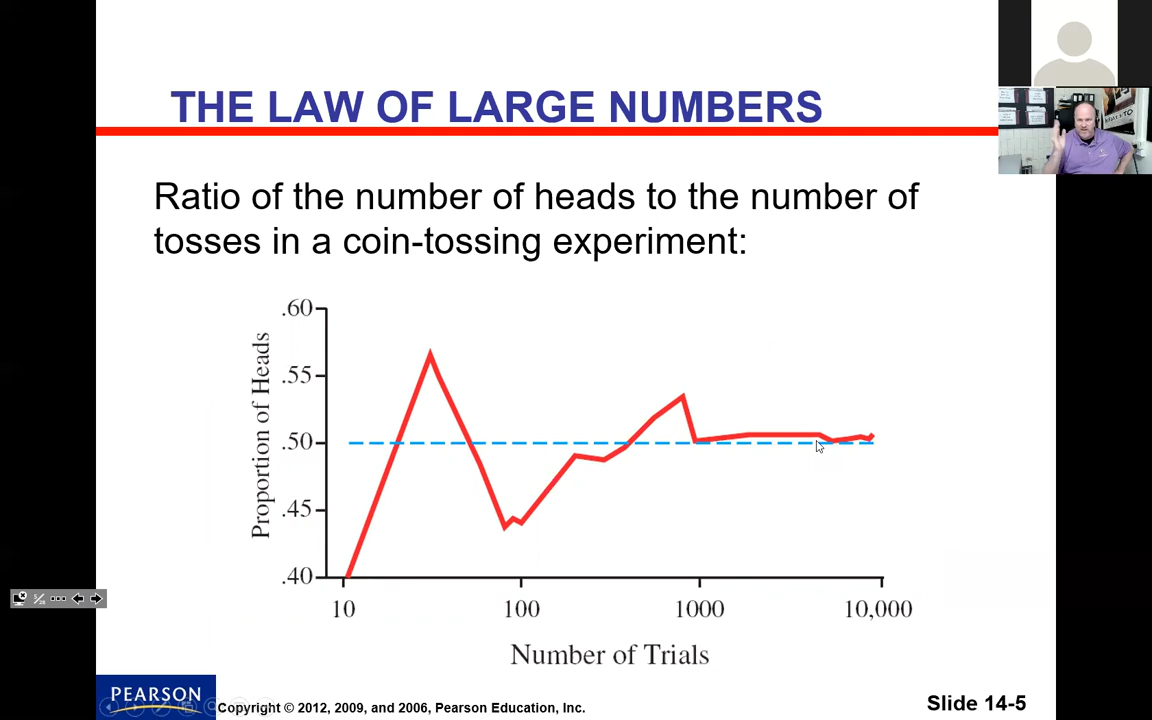 THE LAW OF LARGE NUMBERS
Ratio of the number of heads to the number of
tosses in a coin-tossing experiment:
Proportion of Heads
.60
.55
.50
.45
.40
10
100
1000
10,000
Number of Trials
PEARSON
Copyright © 2012, 2009, and 2006, Pearson Education, Inc.
Slide 14-5